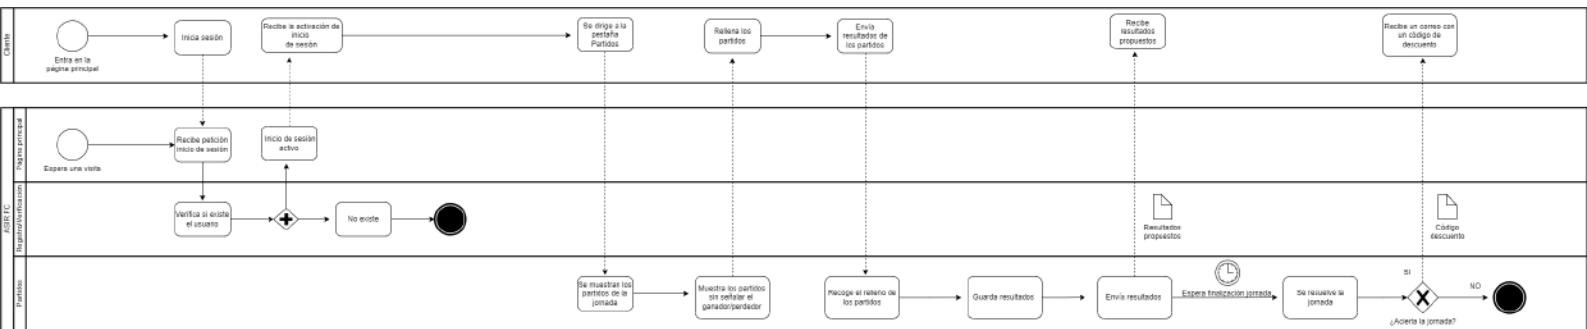 Cliente
Entra en la
página principal
Inicia sesión
Recibe la activación de
inicio
de sesón
Se dirige a la
pestaña
Partidos
Rellena los
partidos
Envía
resultados de
los partidos
Recibe
resultados
propuestos
Recibe un correo con
un código de
descuento
ASIR FC
Página principal
Espera una visita
Recibe petición
inicio de sesión
Inicio de sesión
activo
Registro/Verificación
Verifica si existe
el usuario
No existe
Resultados
propuestos
Código
descuento
Partidos
Se muestran los
partidos de la
jornada
Muestra los partidos
sin señalar el
ganador/perdedor
Recoge el relleno de
los partidos
Guarda resultados
Envía resultados
Espera finalización jornada
Se resuelve la
jornada
SI
NO
¿Acierta la jornada?